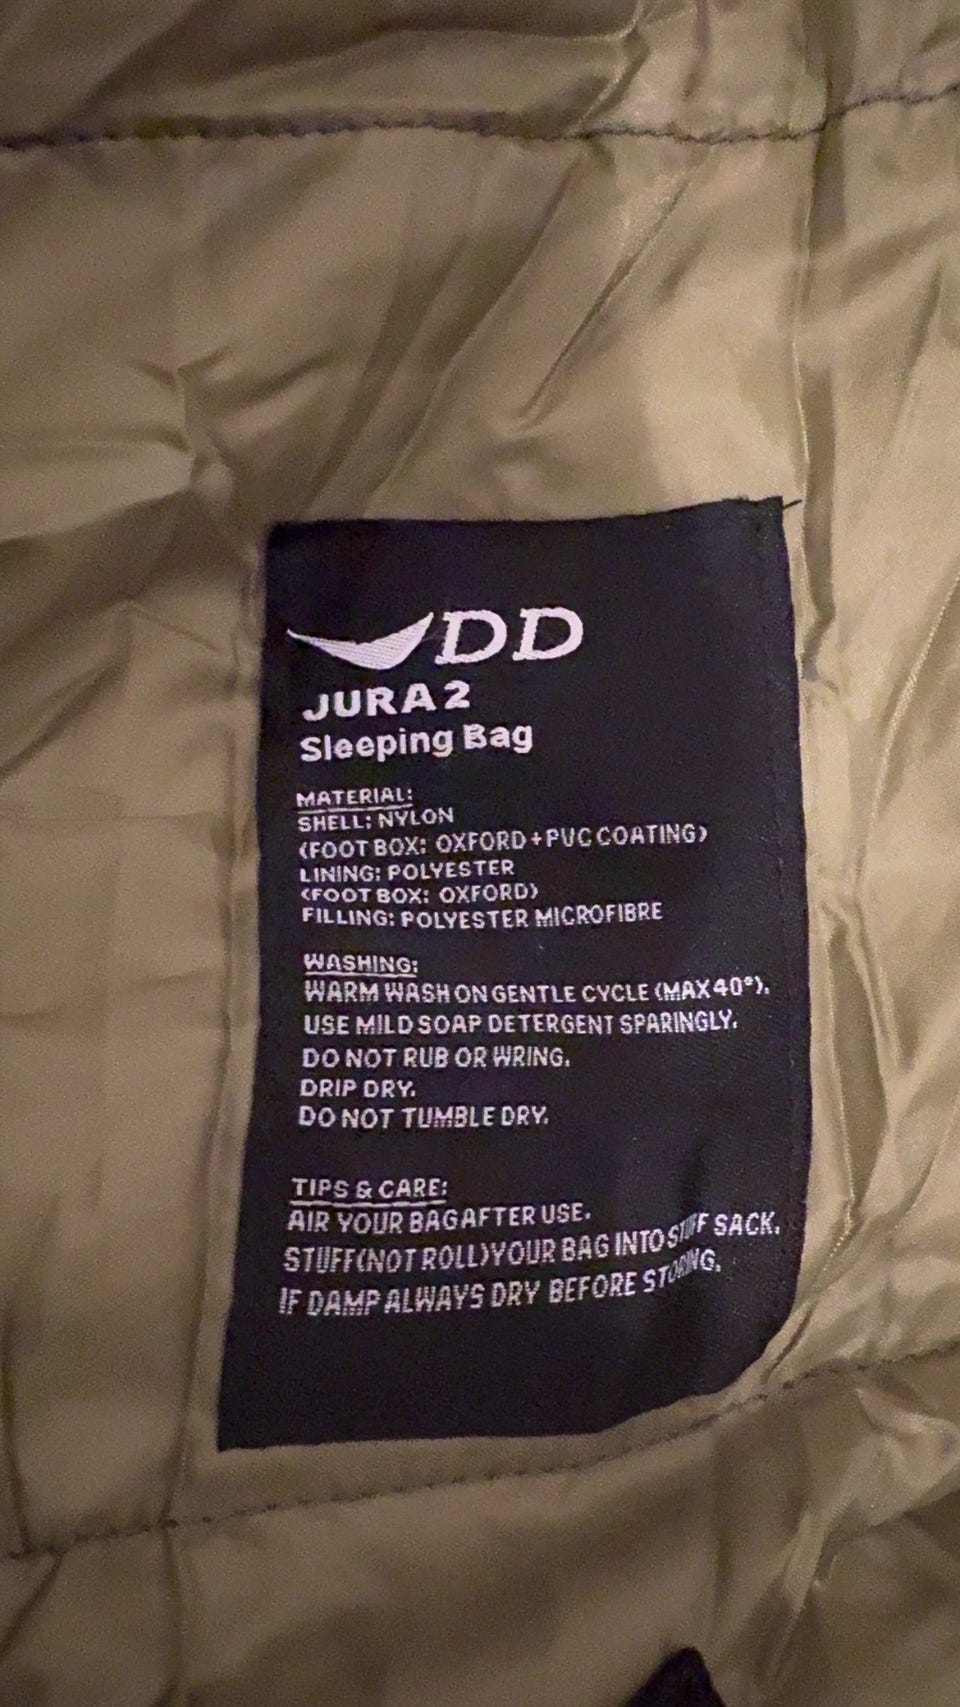 DD
JURA 2
Sleeping Bag
MATERIAL:
SHELL: NYLON
(FOOT BOX: OXFORD+PVC COATING)
LINING: POLYESTER
(FOOT BOX: OXFORD)
FILLING: POLYESTER MICROFIBRE
WASHING:
WARM WASH ON GENTLE CYCLE (MAX 40°).
USE MILD SOAP DETERGENT SPARINGLY.
DO NOT RUB OR WRING.
DRIP DRY.
DO NOT TUMBLE DRY.
TIPS & CARE:
AIR YOUR BAG AFTER USE.
STUFF(NOT ROLL)YOUR BAG INTO STUFF SACK.
IF DAMP ALWAYS DRY BEFORE STORING.